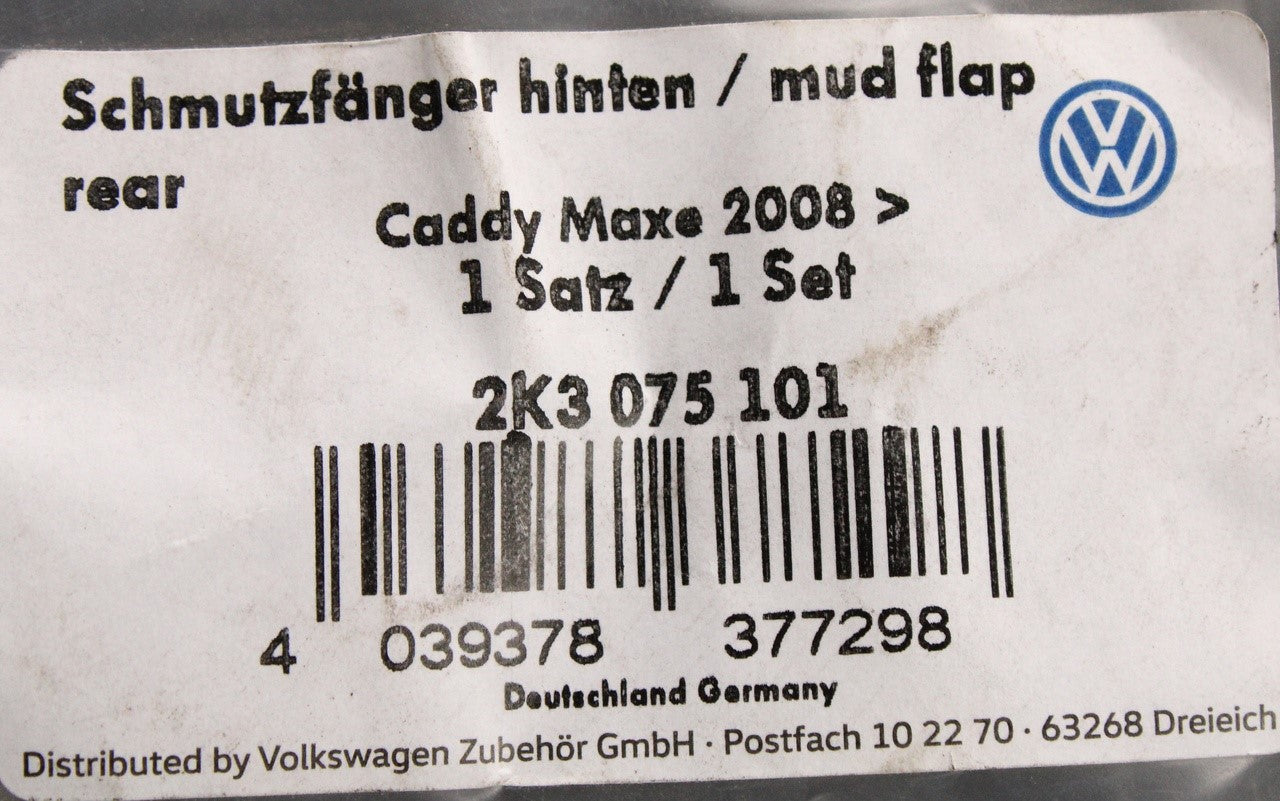 Schmutzfänger hinten / mud flap
rear
Caddy Maxe 2008 >
1 Satz / 1 Set
2K3 075 101
4 039378 377298
Deutschland Germany
Distributed by Volkswagen Zubehör GmbH · Postfach 10 22 70 · 63268 Dreieich